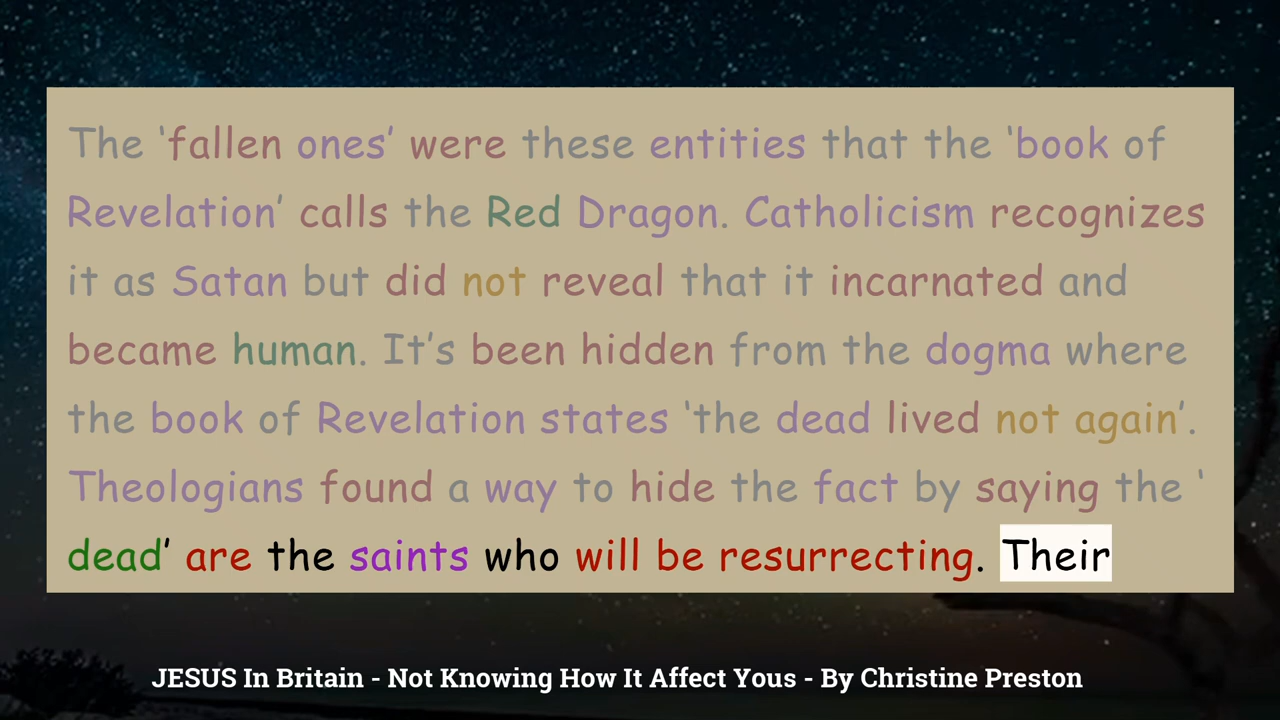 The ‘fallen ones’ were these entities that the ‘book of
Revelation’ calls the Red Dragon. Catholicism recognizes
it as Satan but did not reveal that it incarnated and
became human. It’s been hidden from the dogma where
the book of Revelation states ‘the dead lived not again’.
Theologians found a way to hide the fact by saying the ‘
dead’ are the saints who will be resurrecting. Their
JESUS In Britain - Not Knowing How It Affect Yous - By Christine Preston